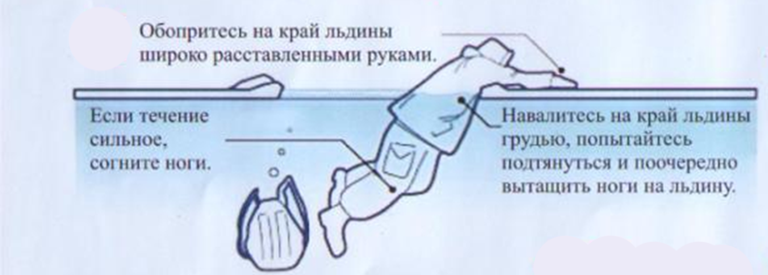 Обопритесь на край льдины
широко расставленными руками.
Если течение
сильное,
согните ноги.
Навалитесь на край льдины
грудью, попытайтесь
подтянуться и поочередно
вытащить ноги на льдину.